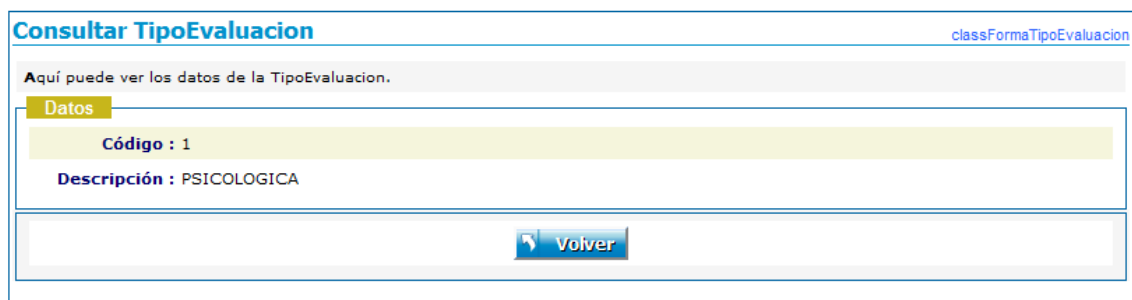 Consultar TipoEvaluacion
classFormaTipoEvaluacion
Aquí puede ver los datos de la TipoEvaluacion.
Datos
Código : 1
Descripción : PSICOLOGICA
Volver